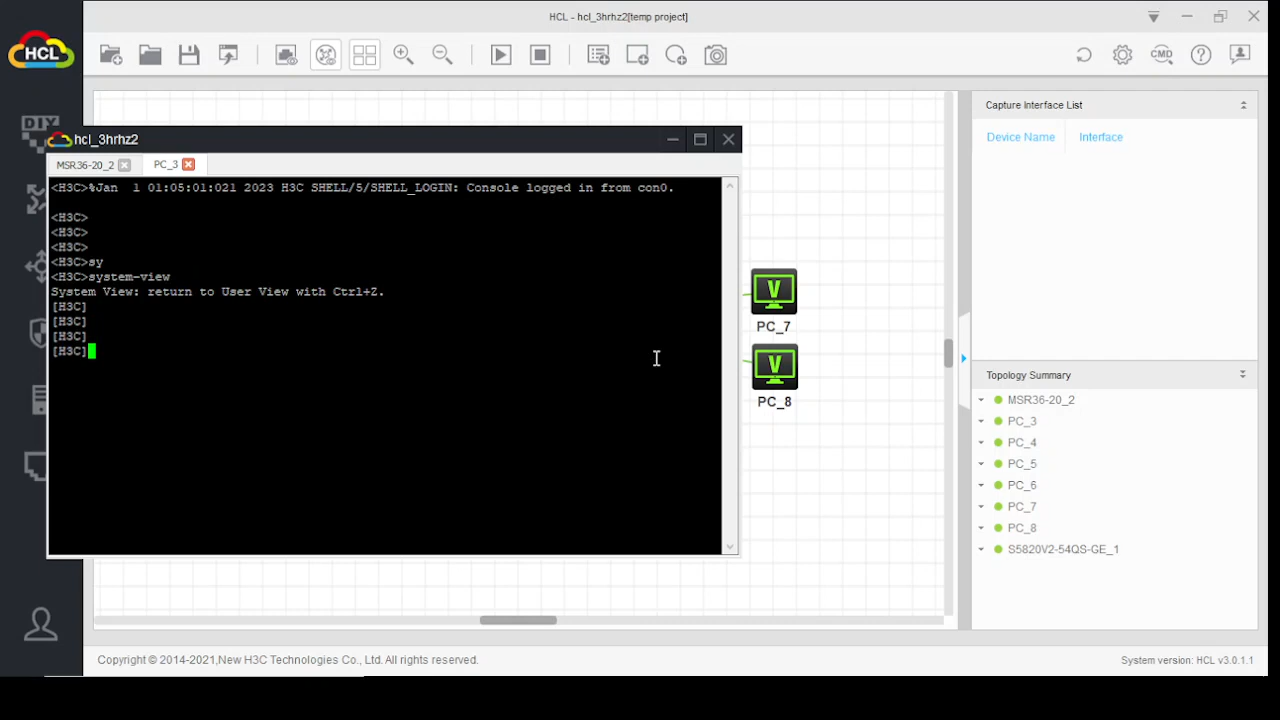 HCL - hcl_3hrhz2[temp project]
HCL
CMD
DIY
Capture Interface List
Device Name Interface
hcl_3hrhz2
MSR36-20_2 PC_3
<H3C>%Jan  1 01:05:01:021 2023 H3C SHELL/5/SHELL_LOGIN: Console logged in from con0.
<H3C>
<H3C>
<H3C>
<H3C>sy
<H3C>system-view
System View: return to User View with Ctrl+Z.
[H3C]
[H3C]
[H3C]
[H3C]
V
PC_7
V
PC_8
Topology Summary
MSR36-20_2
PC_3
PC_4
PC_5
PC_6
PC_7
PC_8
S5820V2-54QS-GE_1
Copyright © 2014-2021,New H3C Technologies Co., Ltd. All rights reserved.
System version: HCL v3.0.1.1